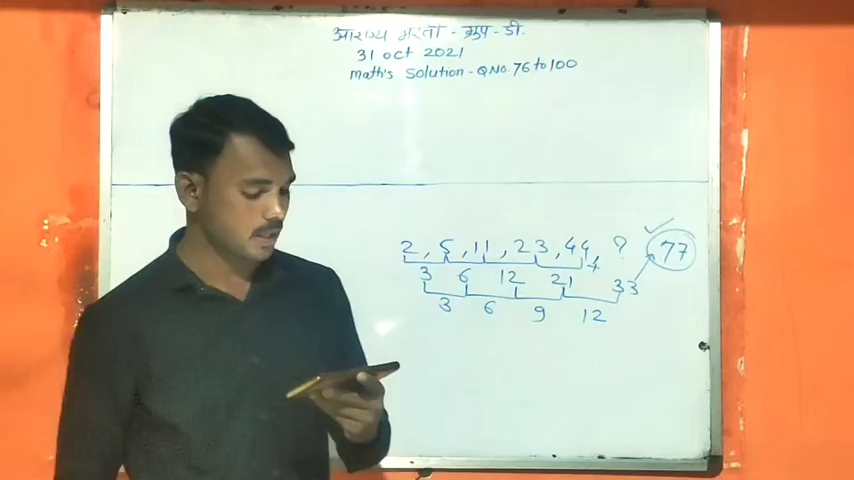 आरोग्य भरती - ग्रुप - डी.
31 oct 2021
math's solution - QNo. 76 to 100
2, 5, 11, 23, 44 ? 77
3 6 12 21 + 33
3 6 9 12